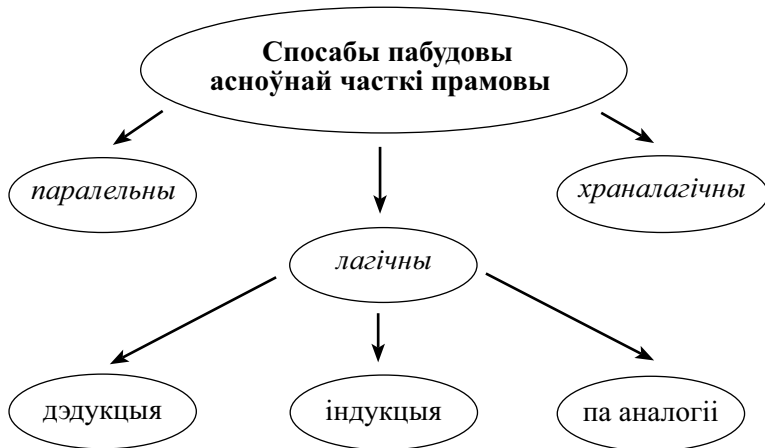 Спосабы пабудовы
асноўнай часткі прамовы
паралельны
храналагічны
лагічны
дэдукцыя
індукцыя
па аналогіі